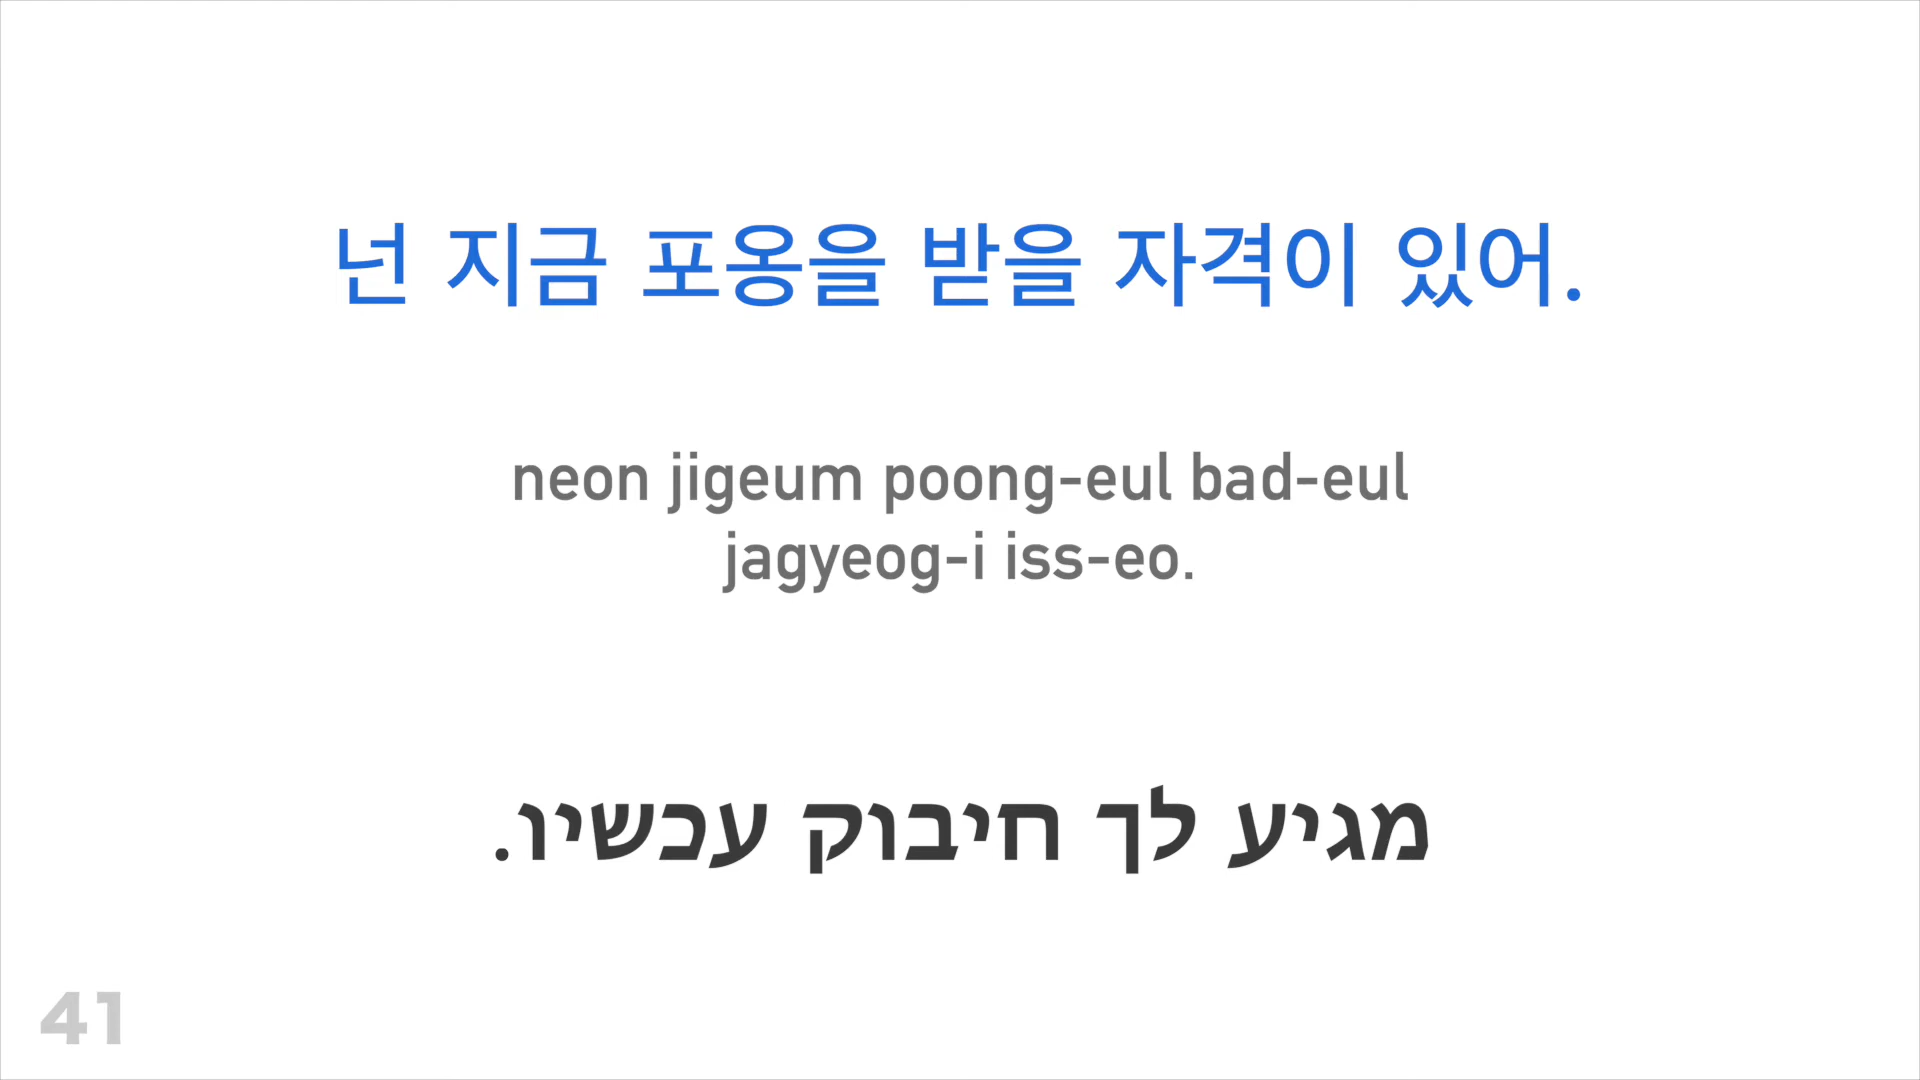 넌 지금 포옹을 받을 자격이 있어.
neon jigeum poong-eul bad-eul
jagyeog-i iss-eo.
מגיע לך חיבוק עכשיו.
41